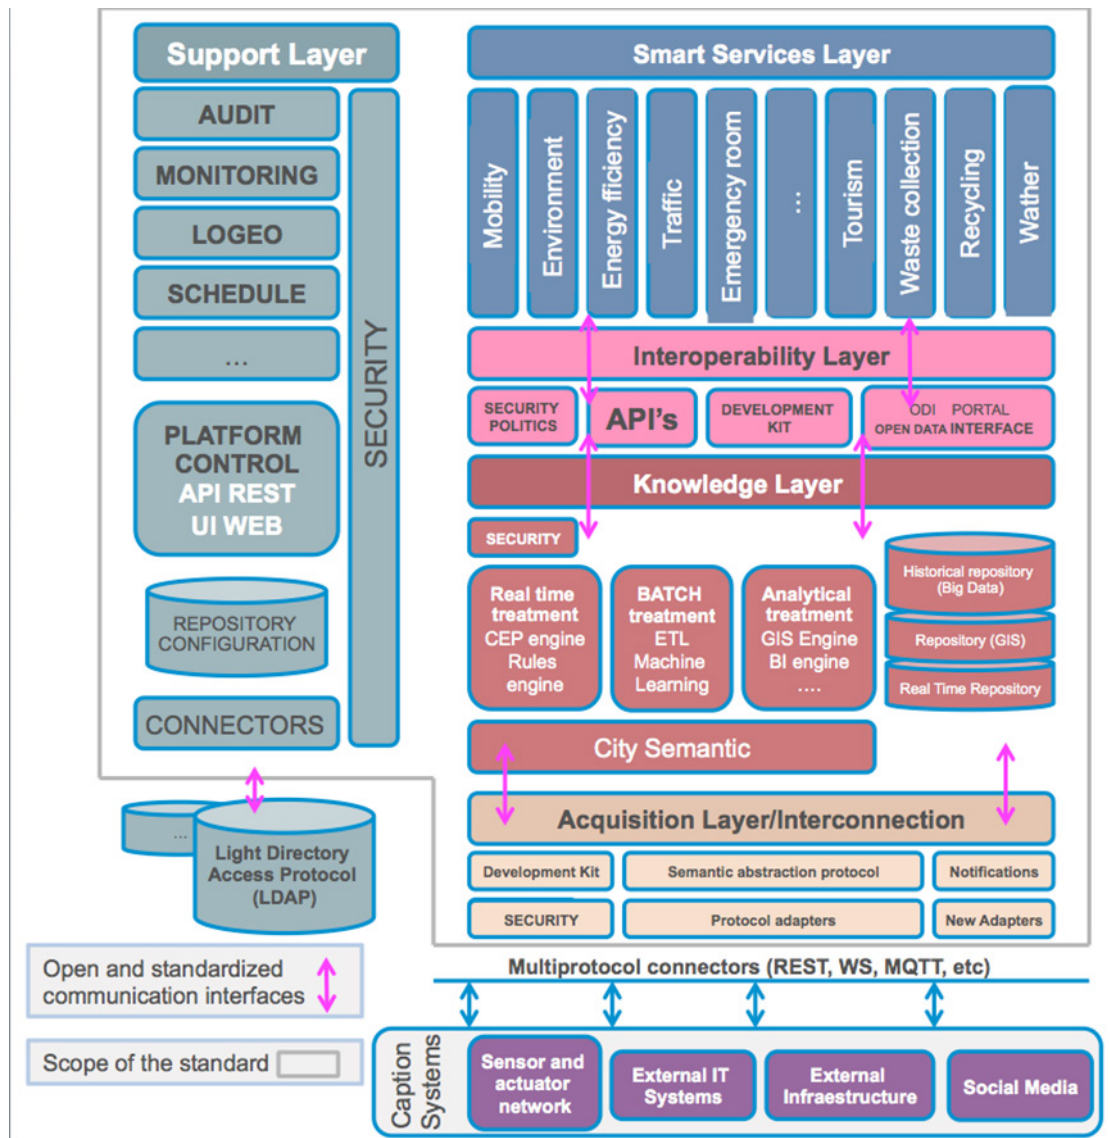 Support Layer
AUDIT
MONITORING
LOGEO
SCHEDULE
...
PLATFORM
CONTROL
API REST
UI WEB
REPOSITORY
CONFIGURATION
CONNECTORS
SECURITY
...
Light Directory
Access Protocol
(LDAP)
Smart Services Layer
Mobility
Environment
Energy fficiency
Traffic
Emergency room
...
Tourism
Waste collection
Recycling
Wather
Interoperability Layer
SECURITY
POLITICS
API's
DEVELOPMENT
KIT
ODI PORTAL
OPEN DATA INTERFACE
Knowledge Layer
SECURITY
Real time
treatment
CEP engine
Rules
engine
BATCH
treatment
ETL
Machine
Learning
Analytical
treatment
GIS Engine
BI engine
....
Historical repository
(Big Data)
Repository (GIS)
Real Time Repository
City Semantic
Acquisition Layer/Interconnection
Development Kit
Semantic abstraction protocol
Notifications
SECURITY
Protocol adapters
New Adapters
Open and standardized
communication interfaces
Scope of the standard
Multiprotocol connectors (REST, WS, MQTT, etc)
Caption
Systems
Sensor and
actuator
network
External IT
Systems
External
Infraestructure
Social Media